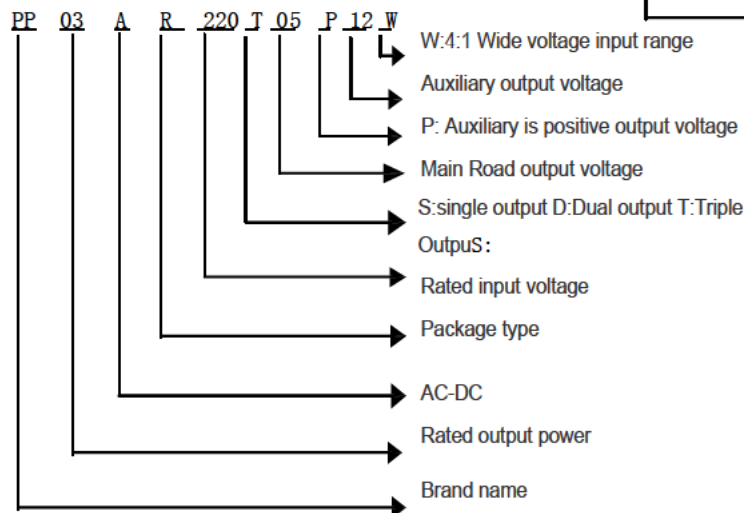 PP 03 A R 220 T 05 P 12 W
W:4:1 Wide voltage input range
Auxiliary output voltage
P: Auxiliary is positive output voltage
Main Road output voltage
S:single output D:Dual output T:Triple
OutpuS:
Rated input voltage
Package type
AC-DC
Rated output power
Brand name